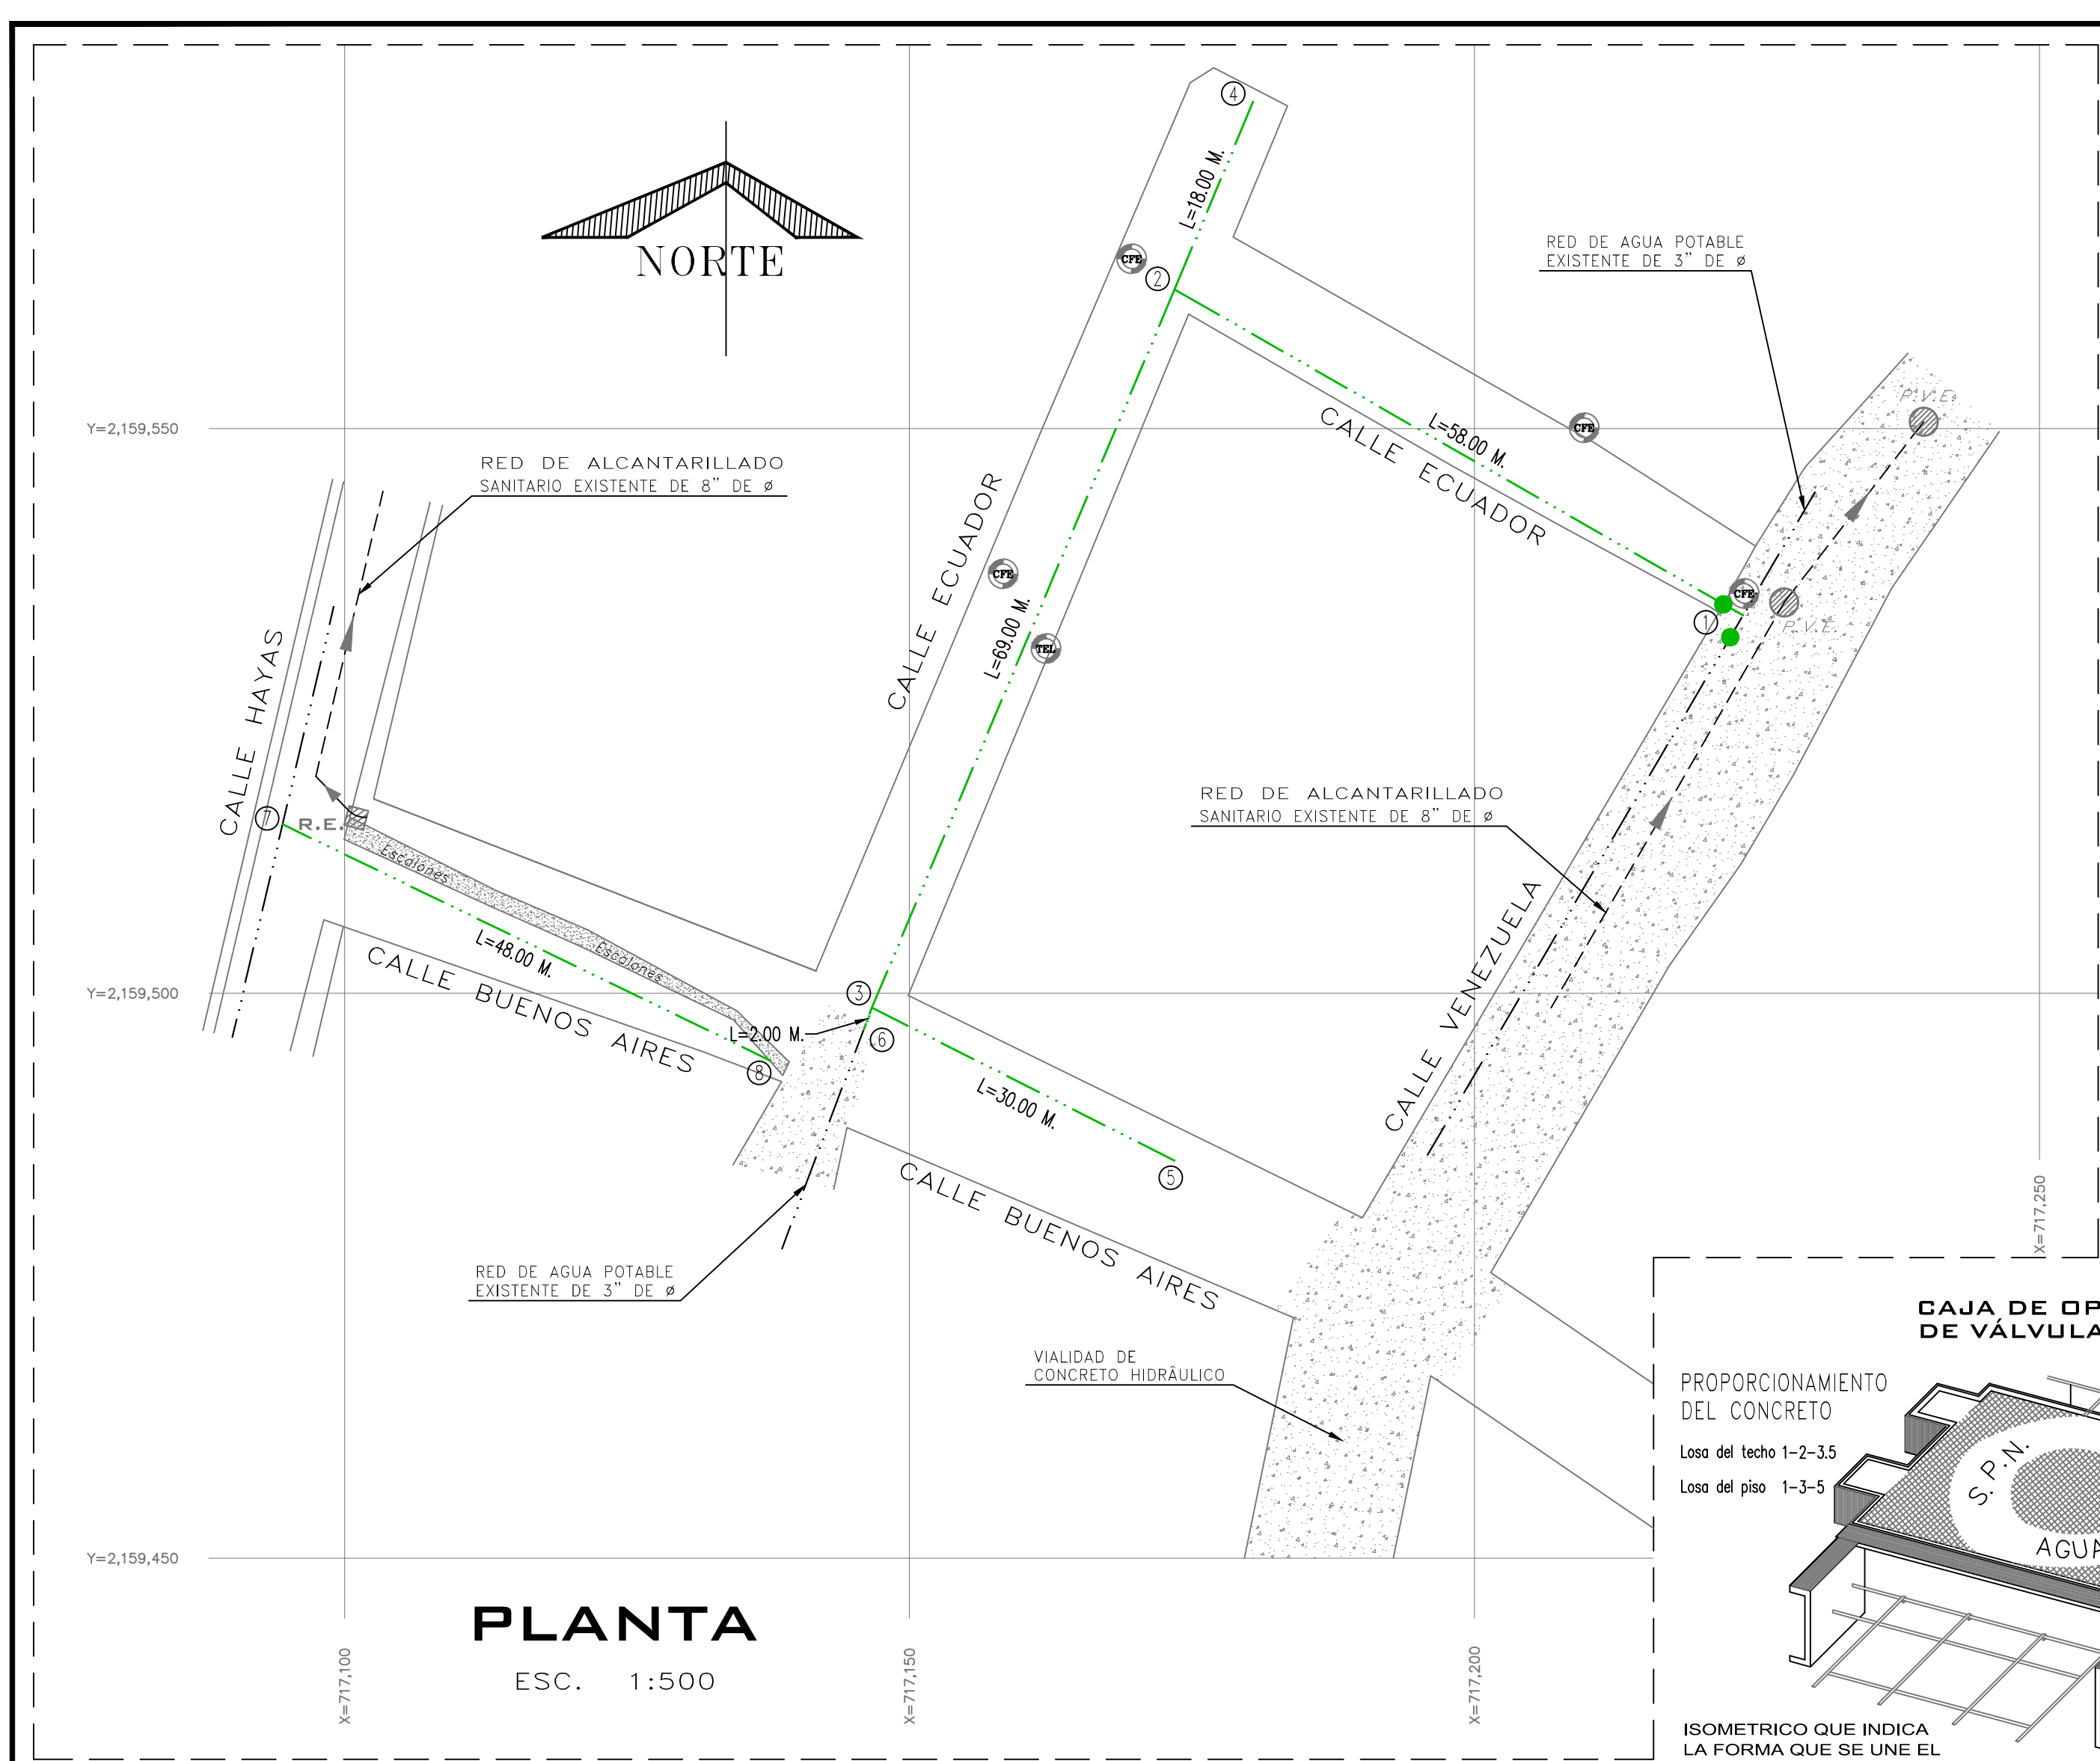 NORTE
4
L=18.00 M.
CFE
2
RED DE AGUA POTABLE
EXISTENTE DE 3" DE ø
P.V.E.
Y=2,159,550
CALLE ECUADOR
L=58.00 M.
CFE
RED DE ALCANTARILLADO
SANITARIO EXISTENTE DE 8" DE ø
CALLE ECUADOR
CFE
L=69.00 M.
TEL
CFE
1
P.V.E.
CALLE HAYAS
7
R.E.
Escalones
RED DE ALCANTARILLADO
SANITARIO EXISTENTE DE 8" DE ø
L=48.00 M.
Escalones
CALLE BUENOS AIRES
CALLE VENEZUELA
Y=2,159,500
3
L=2.00 M.
6
8
L=30.00 M.
5
CALLE BUENOS AIRES
X=717,250
RED DE AGUA POTABLE
EXISTENTE DE 3" DE ø
VIALIDAD DE
CONCRETO HIDRÂULICO
CAJA DE OP
DE VÁLVULA
PROPORCIONAMIENTO
DEL CONCRETO
Losa del techo 1-2-3.5
Losa del piso 1-3-5
S.P.N.
AGUA
Y=2,159,450
PLANTA
ESC. 1:500
X=717,100
X=717,150
X=717,200
ISOMETRICO QUE INDICA
LA FORMA QUE SE UNE EL